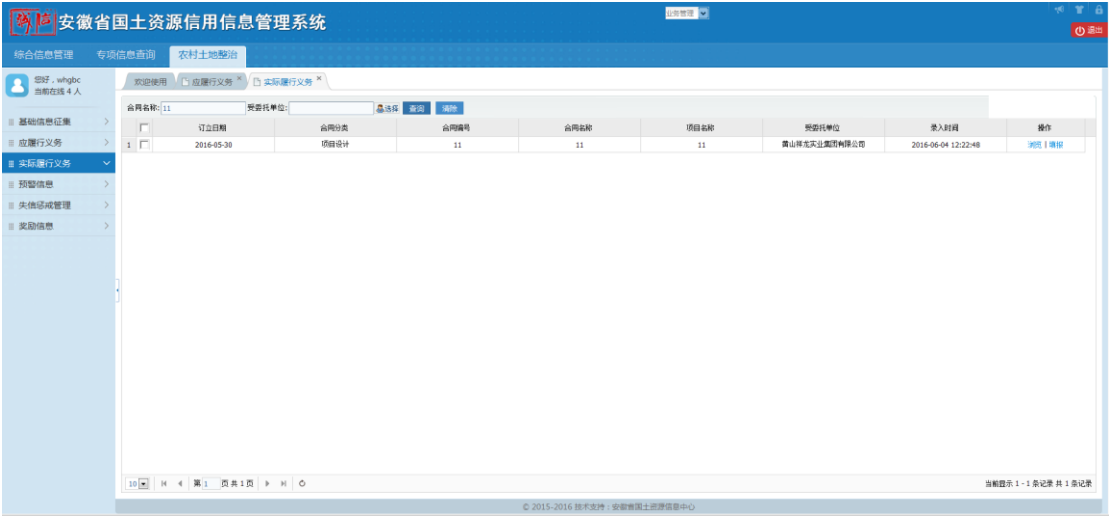 诚信 安徽省国土资源信用信息管理系统
业务管理
退出
综合信息管理 专项信息查询 农村土地整治
您好，whgbc
当前在线 4 人
欢迎使用 应履行义务 × 实际履行义务 ×
合同名称: 11 受委托单位: 选择 查询 清除
基础信息征集
应履行义务
实际履行义务
预警信息
失信惩戒管理
奖励信息
订立日期 合同分类 合同编号 合同名称 项目名称 受委托单位 录入时间 操作
1 2016-05-30 项目设计 11 11 11 黄山祥龙实业集团有限公司 2016-06-04 12:22:48 浏览 | 填报
10 第 1 页共1页 当前显示 1 - 1 条记录 共 1 条记录
© 2015-2016 技术支持：安徽省国土资源信息中心